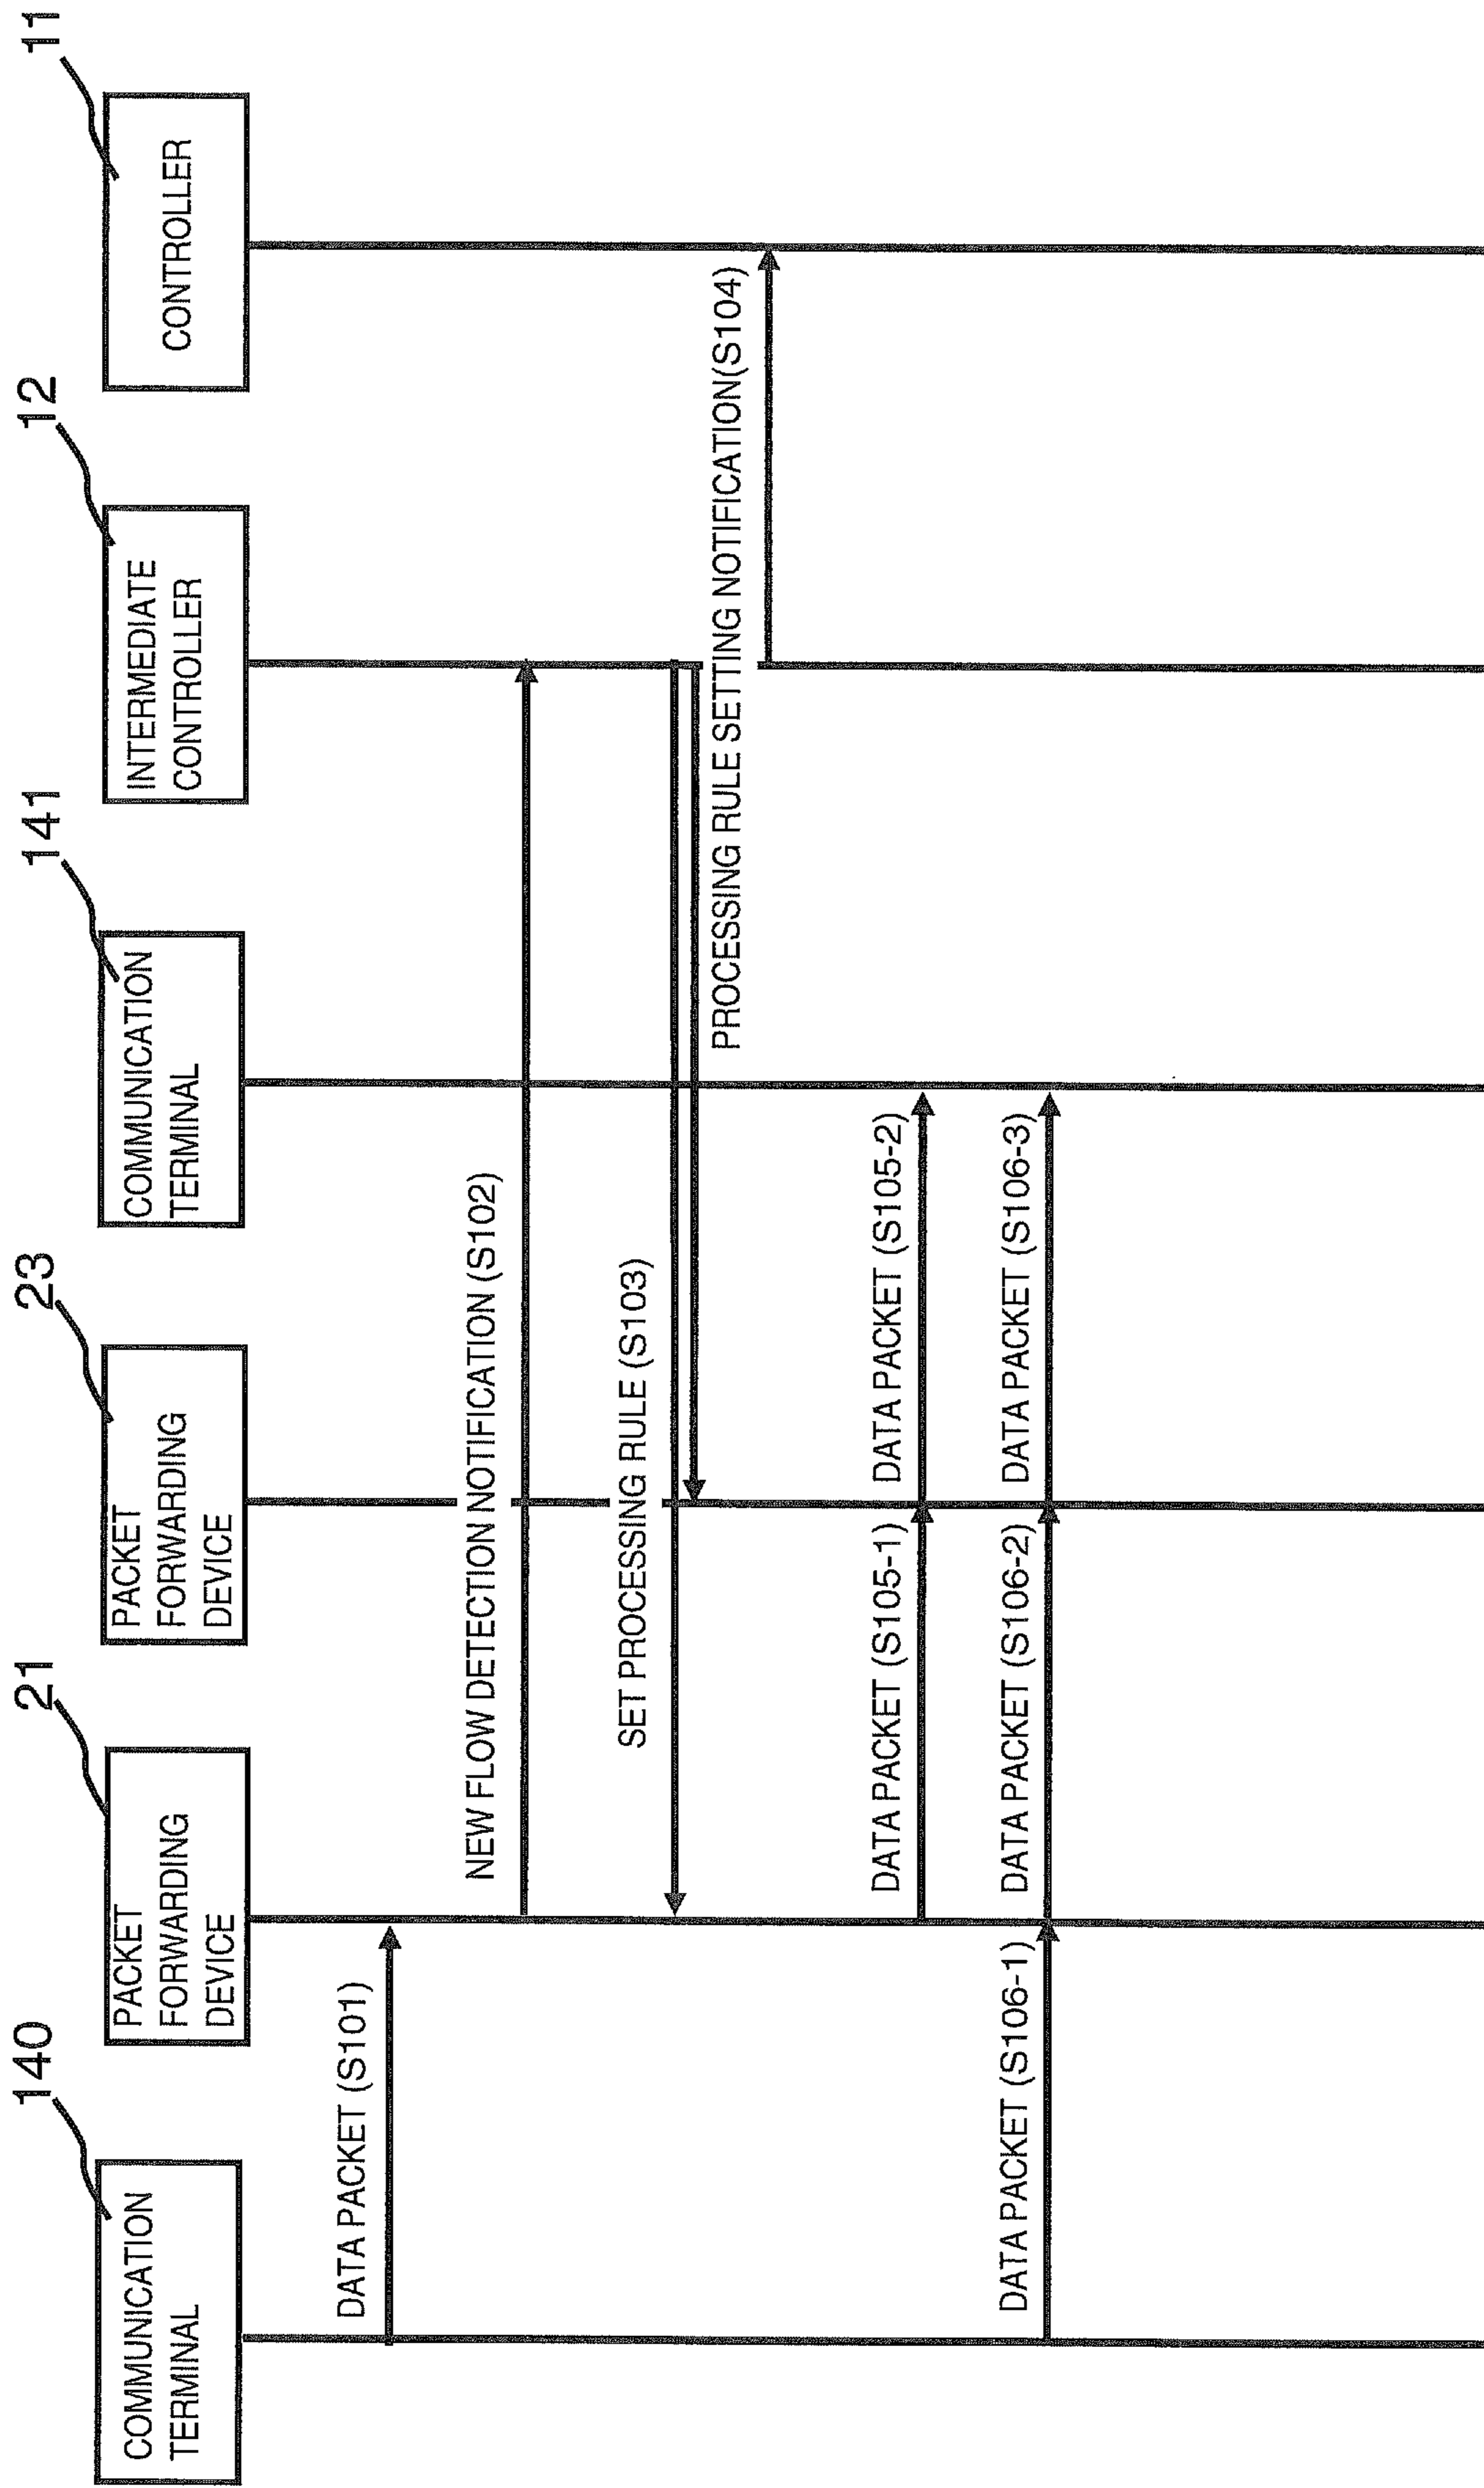 140
21
23
141
12
11
COMMUNICATION
TERMINAL
PACKET
FORWARDING
DEVICE
PACKET
FORWARDING
DEVICE
COMMUNICATION
TERMINAL
INTERMEDIATE
CONTROLLER
CONTROLLER
DATA PACKET (S101)
NEW FLOW DETECTION NOTIFICATION (S102)
SET PROCESSING RULE (S103)
PROCESSING RULE SETTING NOTIFICATION(S104)
DATA PACKET (S105-1)
DATA PACKET (S105-2)
DATA PACKET (S106-1)
DATA PACKET (S106-2)
DATA PACKET (S106-3)